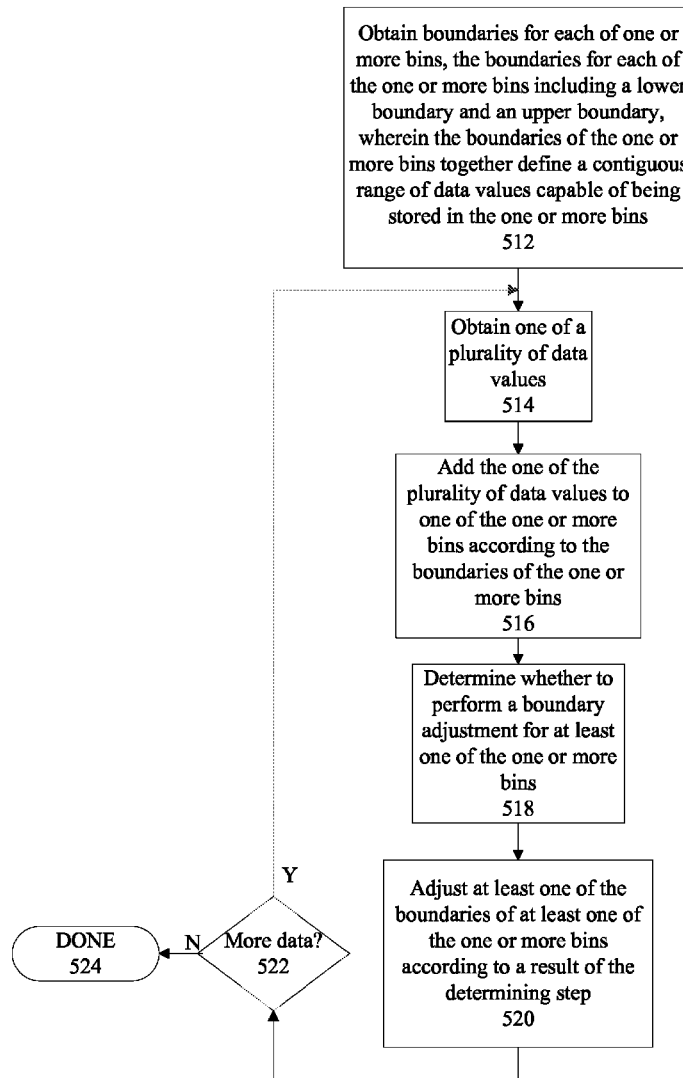 Obtain boundaries for each of one or
more bins, the boundaries for each of
the one or more bins including a lower
boundary and an upper boundary,
wherein the boundaries of the one or
more bins together define a contiguous
range of data values capable of being
stored in the one or more bins
512
Obtain one of a
plurality of data
values
514
Add the one of the
plurality of data values to
one of the one or more
bins according to the
boundaries of the one or
more bins
516
Determine whether to
perform a boundary
adjustment for at least
one of the one or more
bins
518
Adjust at least one of the
boundaries of at least one of
the one or more bins
according to a result of the
determining step
520
Y
More data?
522
N
DONE
524